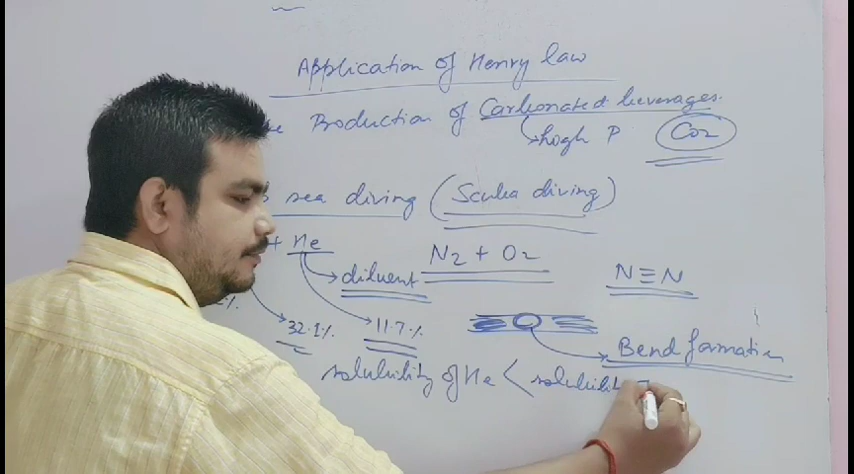 Application of Henry law
Production of Carbonated beverages.
high P CO2
sea diving (Scuba diving)
+ He
N2 + O2
diluent
N≡N
32.1%. 11.7%.
Bend formation
solubility of He < solubility